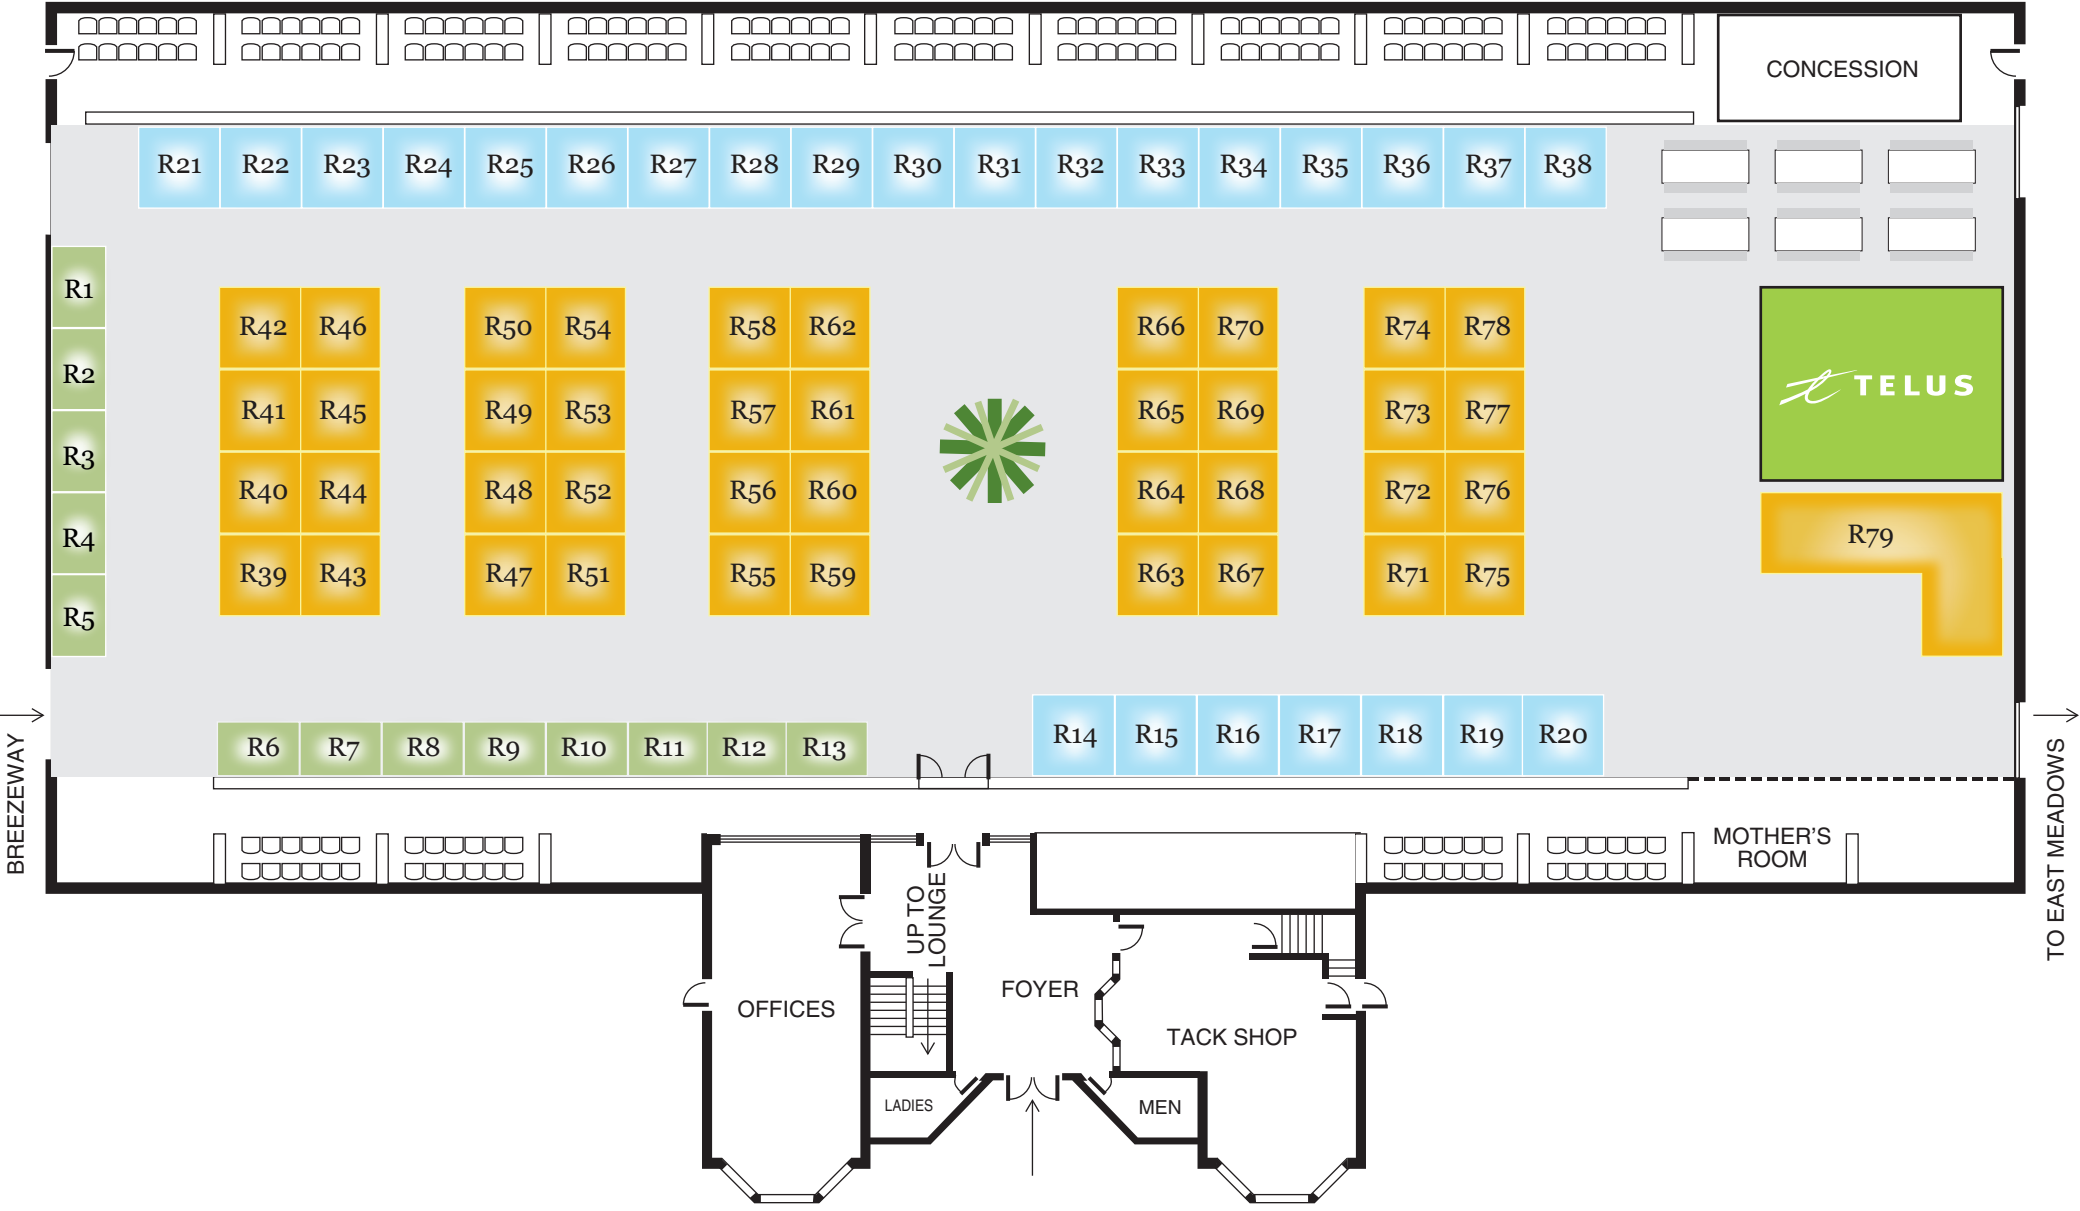 CONCESSION
R21 R22 R23 R24 R25 R26 R27 R28 R29 R30 R31 R32 R33 R34 R35 R36 R37 R38
R1
R42 R46 R50 R54 R58 R62 R66 R70 R74 R78
R2
TELUS
R41 R45 R49 R53 R57 R61 R65 R69 R73 R77
R3
R40 R44 R48 R52 R56 R60 R64 R68 R72 R76
R4
R79
R39 R43 R47 R51 R55 R59 R63 R67 R71 R75
R5
R6 R7 R8 R9 R10 R11 R12 R13 R14 R15 R16 R17 R18 R19 R20
BREEZEWAY
TO EAST MEADOWS
MOTHER'S
ROOM
UP TO
LOUNGE
FOYER
OFFICES
TACK SHOP
LADIES
MEN